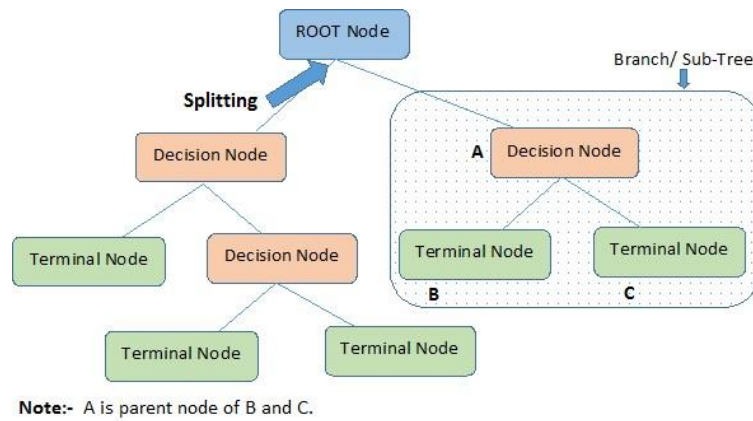 ROOT Node
Branch/ Sub-Tree
Splitting
Decision Node
A
Decision Node
Terminal Node
Decision Node
Terminal Node
Terminal Node
B
C
Terminal Node
Terminal Node
Note:- A is parent node of B and C.